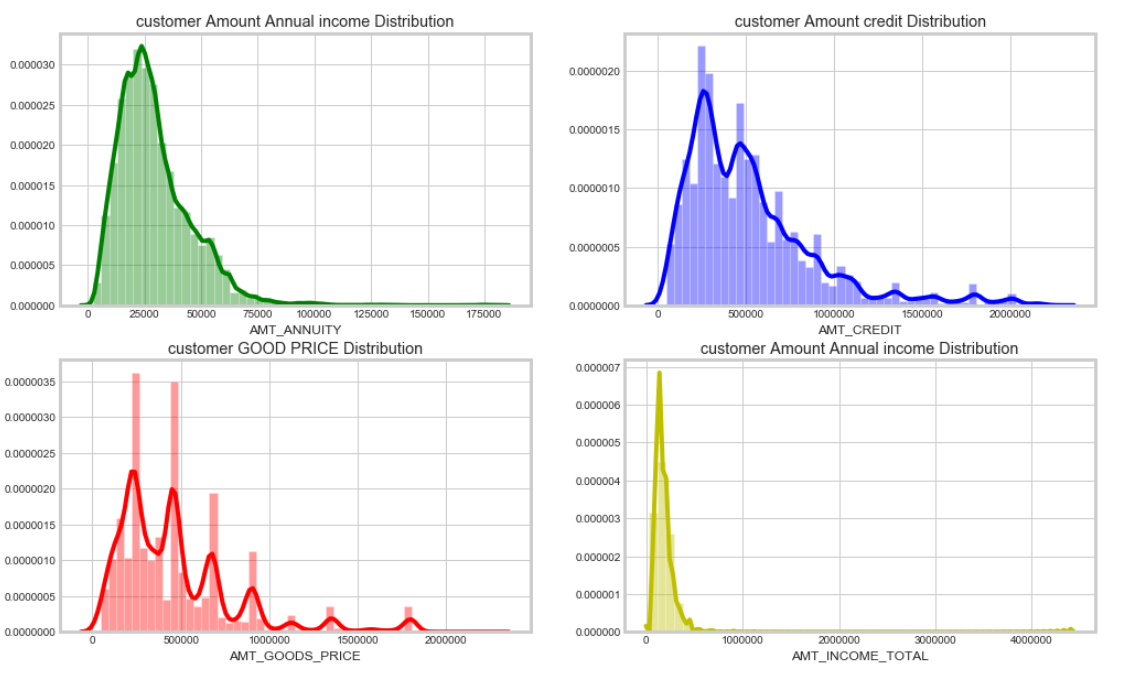 customer Amount Annual income Distribution
0.000030
0.000025
0.000020
0.000015
0.000010
0.000005
0.000000
0 25000 50000 75000 100000 125000 150000 175000
AMT_ANNUITY
customer Amount credit Distribution
0.0000020
0.0000015
0.0000010
0.0000005
0.0000000
0 500000 1000000 1500000 2000000
AMT_CREDIT
customer GOOD PRICE Distribution
0.0000035
0.0000030
0.0000025
0.0000020
0.0000015
0.0000010
0.0000005
0.0000000
0 500000 1000000 1500000 2000000
AMT_GOODS_PRICE
customer Amount Annual income Distribution
0.000007
0.000006
0.000005
0.000004
0.000003
0.000002
0.000001
0.000000
0 1000000 2000000 3000000 4000000
AMT_INCOME_TOTAL